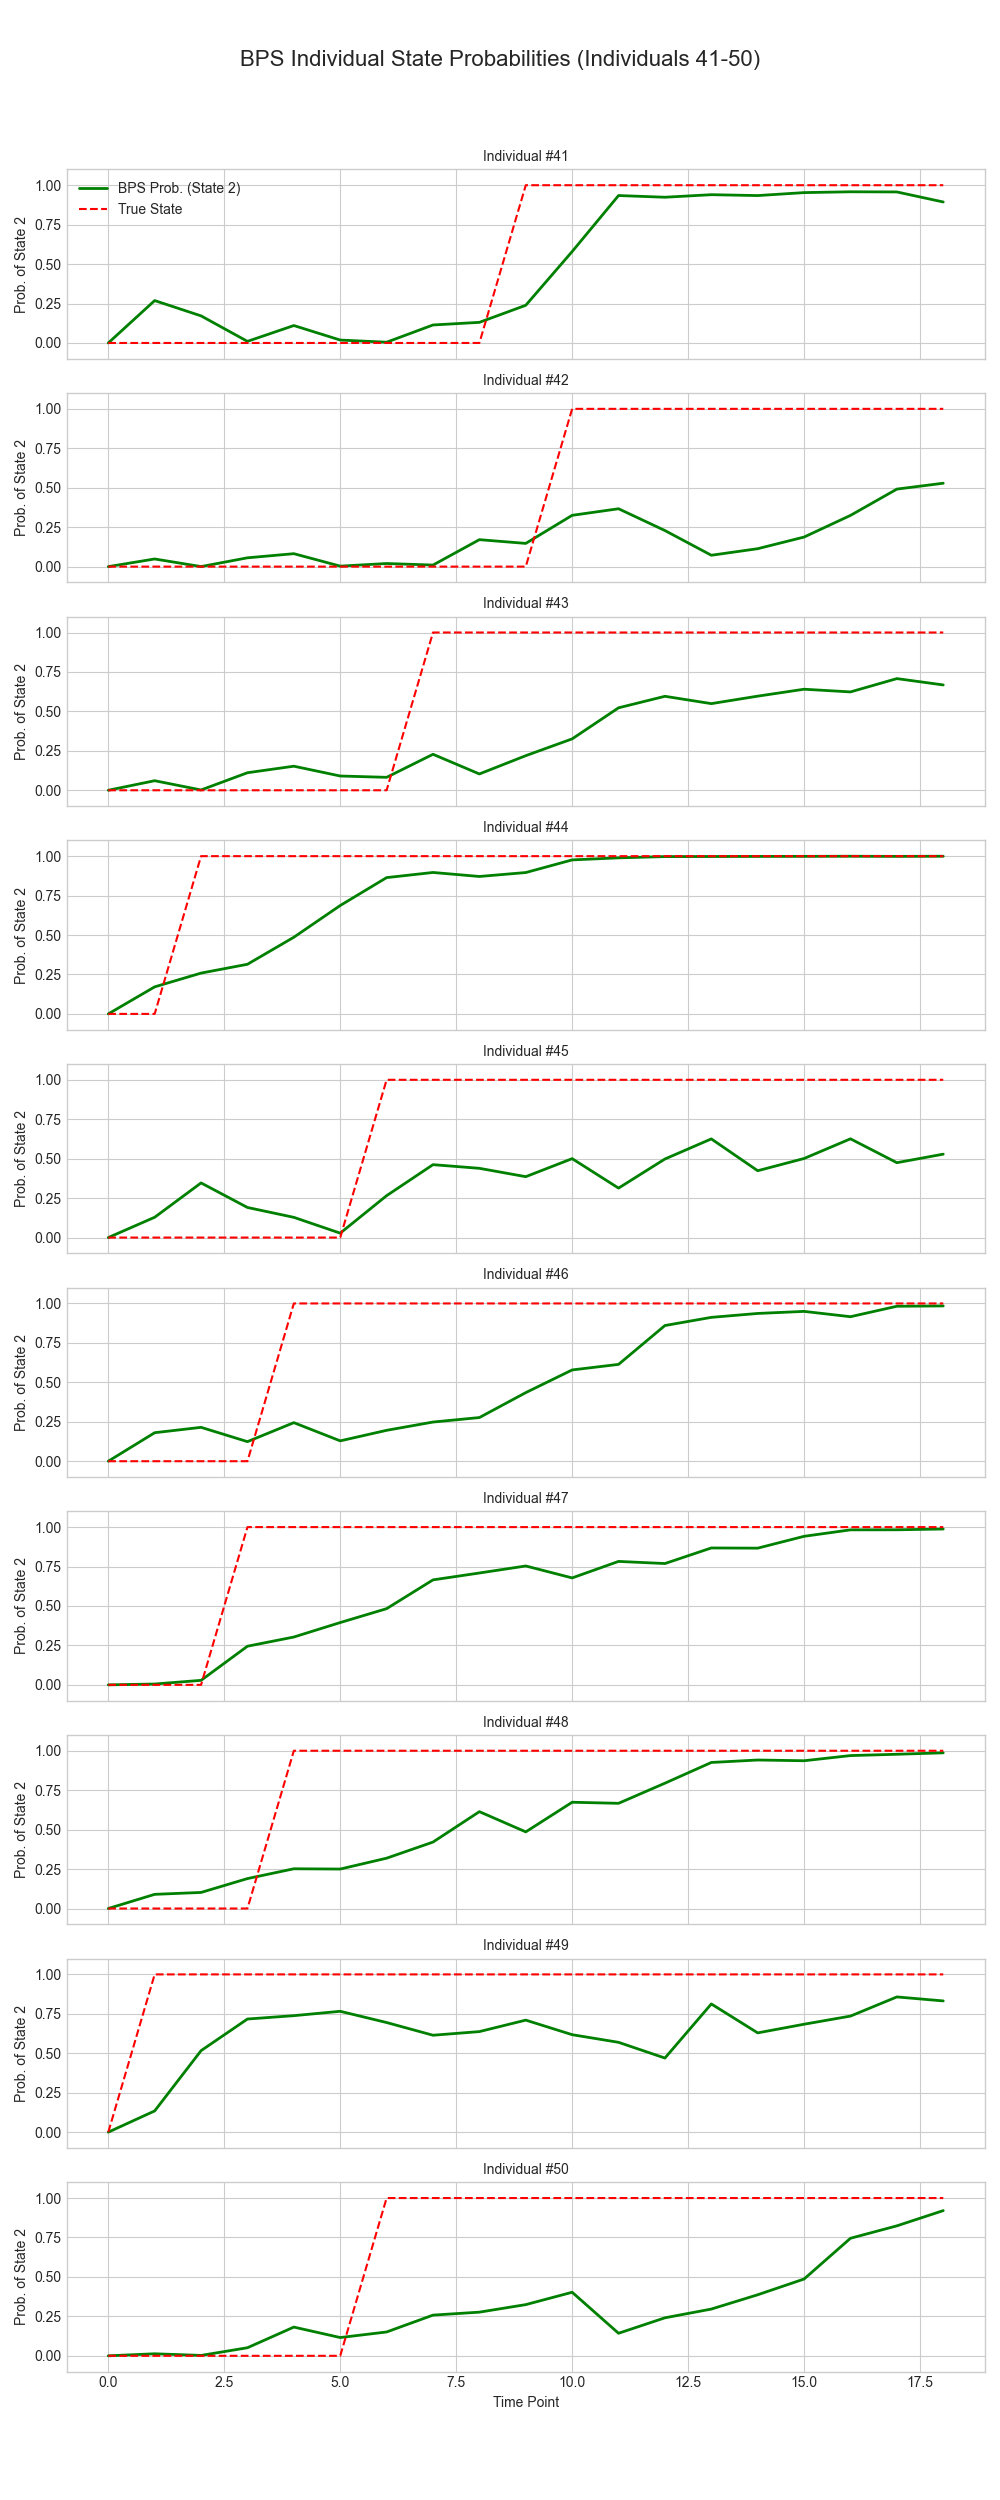 BPS Individual State Probabilities (Individuals 41-50)
Individual #41
Prob. of State 2
1.00
0.75
0.50
0.25
0.00
BPS Prob. (State 2)
True State
Individual #42
Prob. of State 2
1.00
0.75
0.50
0.25
0.00
Individual #43
Prob. of State 2
1.00
0.75
0.50
0.25
0.00
Individual #44
Prob. of State 2
1.00
0.75
0.50
0.25
0.00
Individual #45
Prob. of State 2
1.00
0.75
0.50
0.25
0.00
Individual #46
Prob. of State 2
1.00
0.75
0.50
0.25
0.00
Individual #47
Prob. of State 2
1.00
0.75
0.50
0.25
0.00
Individual #48
Prob. of State 2
1.00
0.75
0.50
0.25
0.00
Individual #49
Prob. of State 2
1.00
0.75
0.50
0.25
0.00
Individual #50
Prob. of State 2
1.00
0.75
0.50
0.25
0.00
0.0 2.5 5.0 7.5 10.0 12.5 15.0 17.5
Time Point